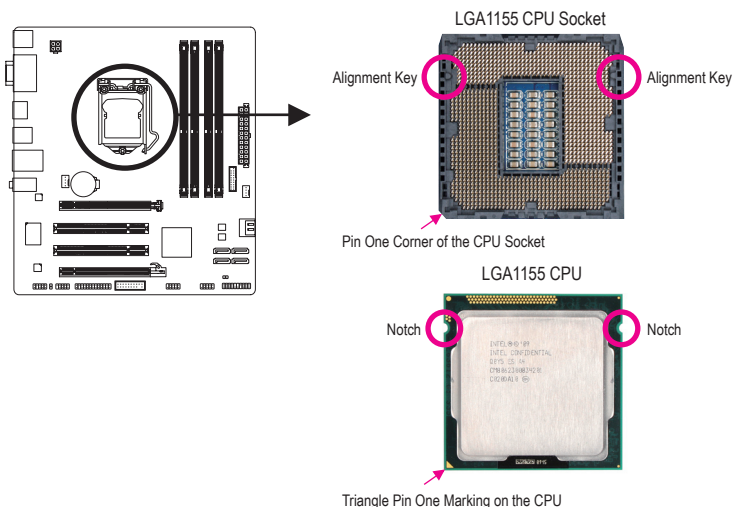 LGA1155 CPU Socket
Alignment Key
Alignment Key
Pin One Corner of the CPU Socket
LGA1155 CPU
Notch
Notch
INTEL CONFIDENTIAL
Triangle Pin One Marking on the CPU